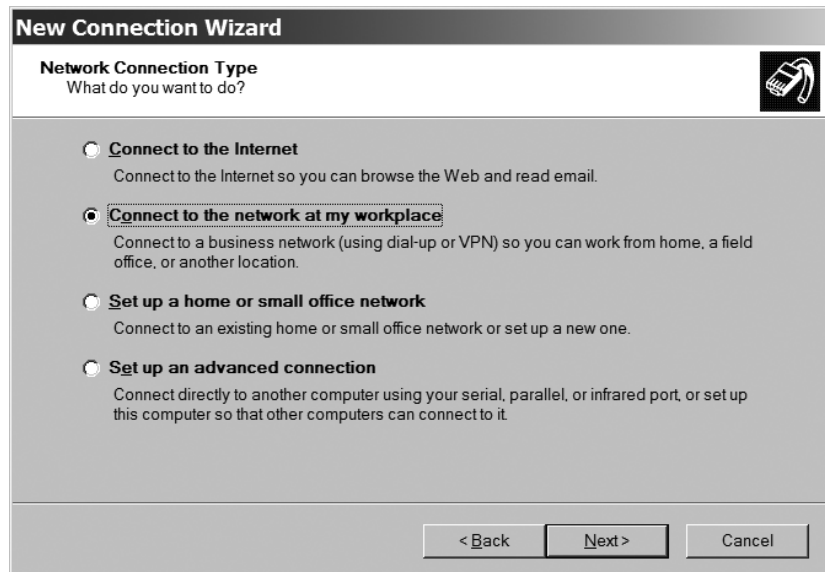 New Connection Wizard
Network Connection Type
What do you want to do?
Connect to the Internet
Connect to the Internet so you can browse the Web and read email.
Connect to the network at my workplace
Connect to a business network (using dial-up or VPN) so you can work from home, a field
office, or another location.
Set up a home or small office network
Connect to an existing home or small office network or set up a new one.
Set up an advanced connection
Connect directly to another computer using your serial, parallel, or infrared port, or set up
this computer so that other computers can connect to it.
< Back Next > Cancel